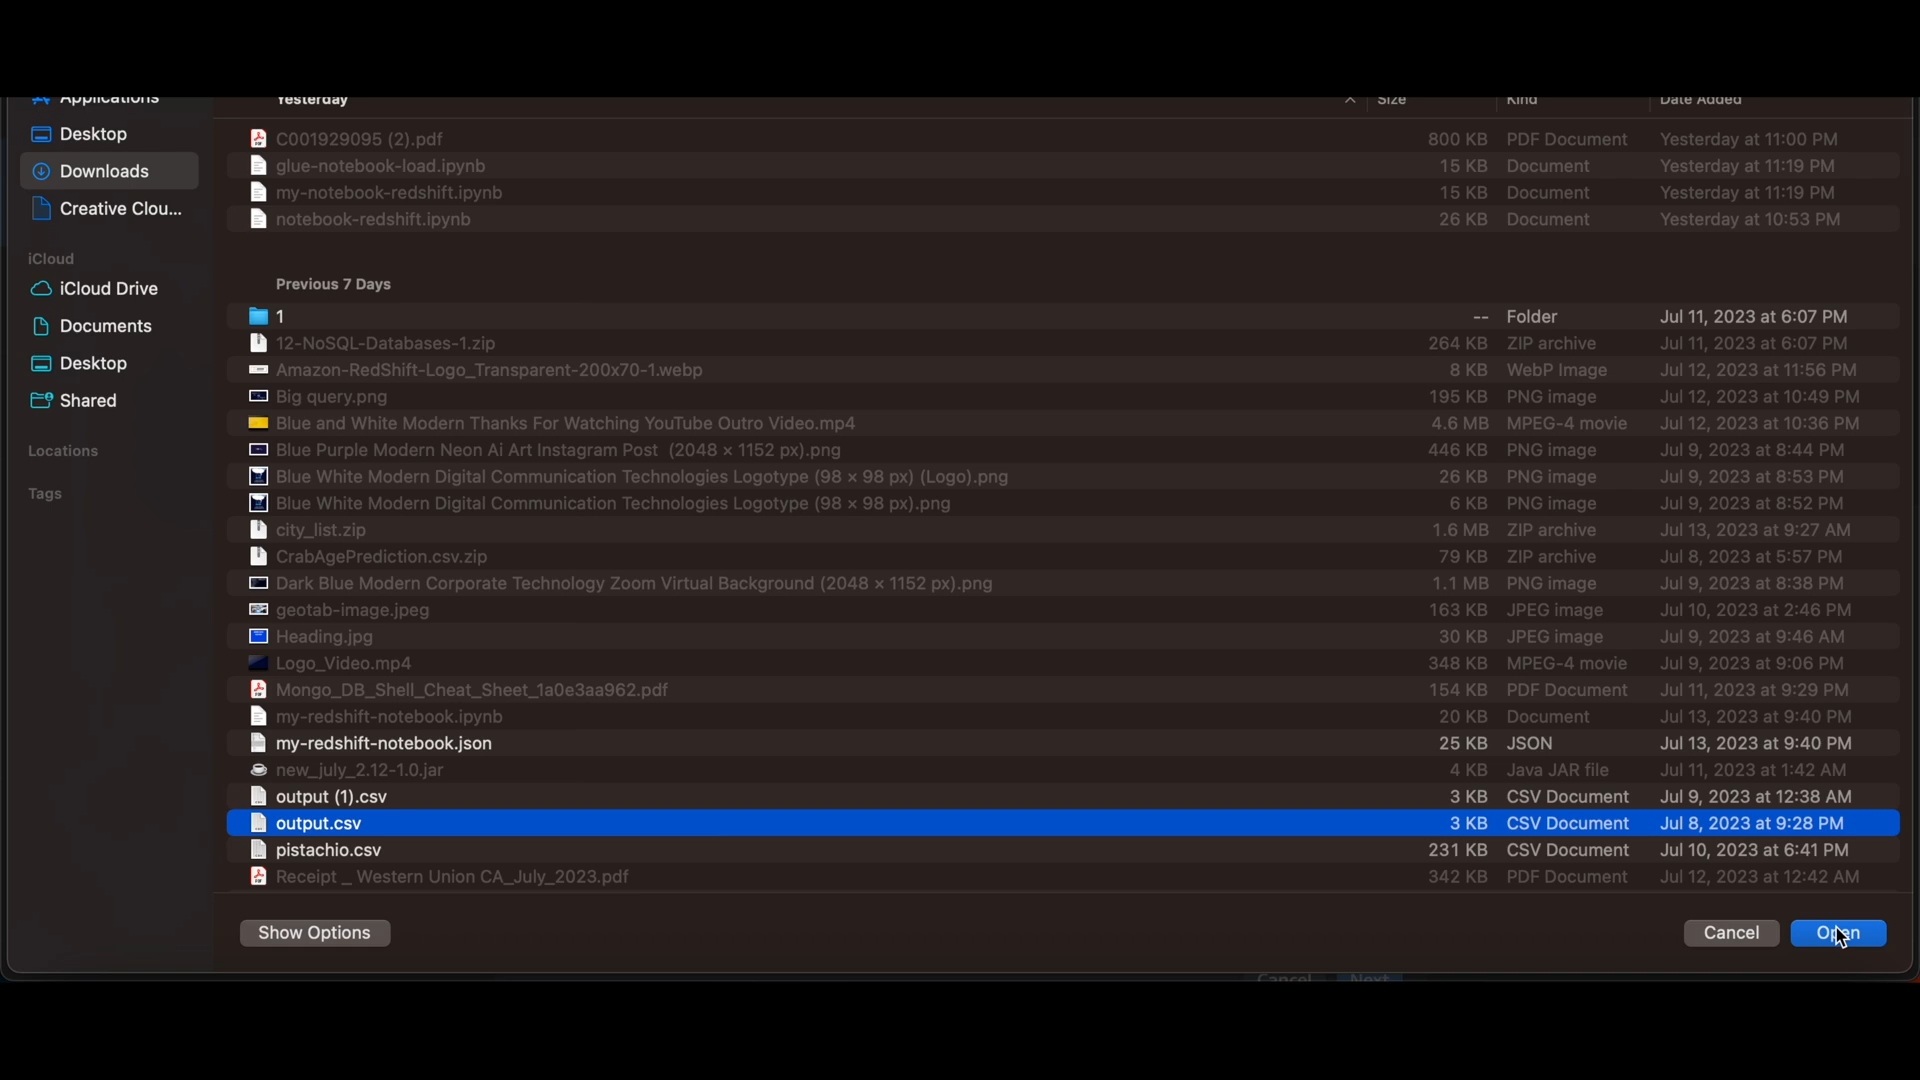 Applications
Yesterday Size Kind Date Added
Desktop
Downloads
Creative Clou...
iCloud
iCloud Drive
Documents
Desktop
Shared
Locations
Tags
C001929095 (2).pdf 800 KB PDF Document Yesterday at 11:00 PM
glue-notebook-load.ipynb 15 KB Document Yesterday at 11:19 PM
my-notebook-redshift.ipynb 15 KB Document Yesterday at 11:19 PM
notebook-redshift.ipynb 26 KB Document Yesterday at 10:53 PM
Previous 7 Days
1 -- Folder Jul 11, 2023 at 6:07 PM
12-NoSQL-Databases-1.zip 264 KB ZIP archive Jul 11, 2023 at 6:07 PM
Amazon-RedShift-Logo_Transparent-200x70-1.webp 8 KB WebP Image Jul 12, 2023 at 11:56 PM
Big query.png 195 KB PNG image Jul 12, 2023 at 10:49 PM
Blue and White Modern Thanks For Watching YouTube Outro Video.mp4 4.6 MB MPEG-4 movie Jul 12, 2023 at 10:36 PM
Blue Purple Modern Neon Ai Art Instagram Post (2048 × 1152 px).png 446 KB PNG image Jul 9, 2023 at 8:44 PM
Blue White Modern Digital Communication Technologies Logotype (98 × 98 px) (Logo).png 26 KB PNG image Jul 9, 2023 at 8:53 PM
Blue White Modern Digital Communication Technologies Logotype (98 × 98 px).png 6 KB PNG image Jul 9, 2023 at 8:52 PM
city_list.zip 1.6 MB ZIP archive Jul 13, 2023 at 9:27 AM
CrabAgePrediction.csv.zip 79 KB ZIP archive Jul 8, 2023 at 5:57 PM
Dark Blue Modern Corporate Technology Zoom Virtual Background (2048 × 1152 px).png 1.1 MB PNG image Jul 9, 2023 at 8:38 PM
geotab-image.jpeg 163 KB JPEG image Jul 10, 2023 at 2:46 PM
Heading.jpg 30 KB JPEG image Jul 9, 2023 at 9:46 AM
Logo_Video.mp4 348 KB MPEG-4 movie Jul 9, 2023 at 9:06 PM
Mongo_DB_Shell_Cheat_Sheet_1a0e3aa962.pdf 154 KB PDF Document Jul 11, 2023 at 9:29 PM
my-redshift-notebook.ipynb 20 KB Document Jul 13, 2023 at 9:40 PM
my-redshift-notebook.json 25 KB JSON Jul 13, 2023 at 9:40 PM
new_july_2.12-1.0.jar 4 KB Java JAR file Jul 11, 2023 at 1:42 AM
output (1).csv 3 KB CSV Document Jul 9, 2023 at 12:38 AM
output.csv 3 KB CSV Document Jul 8, 2023 at 9:28 PM
pistachio.csv 231 KB CSV Document Jul 10, 2023 at 6:41 PM
Receipt _ Western Union CA_July_2023.pdf 342 KB PDF Document Jul 12, 2023 at 12:42 AM
Show Options Cancel Open
Cancel Next